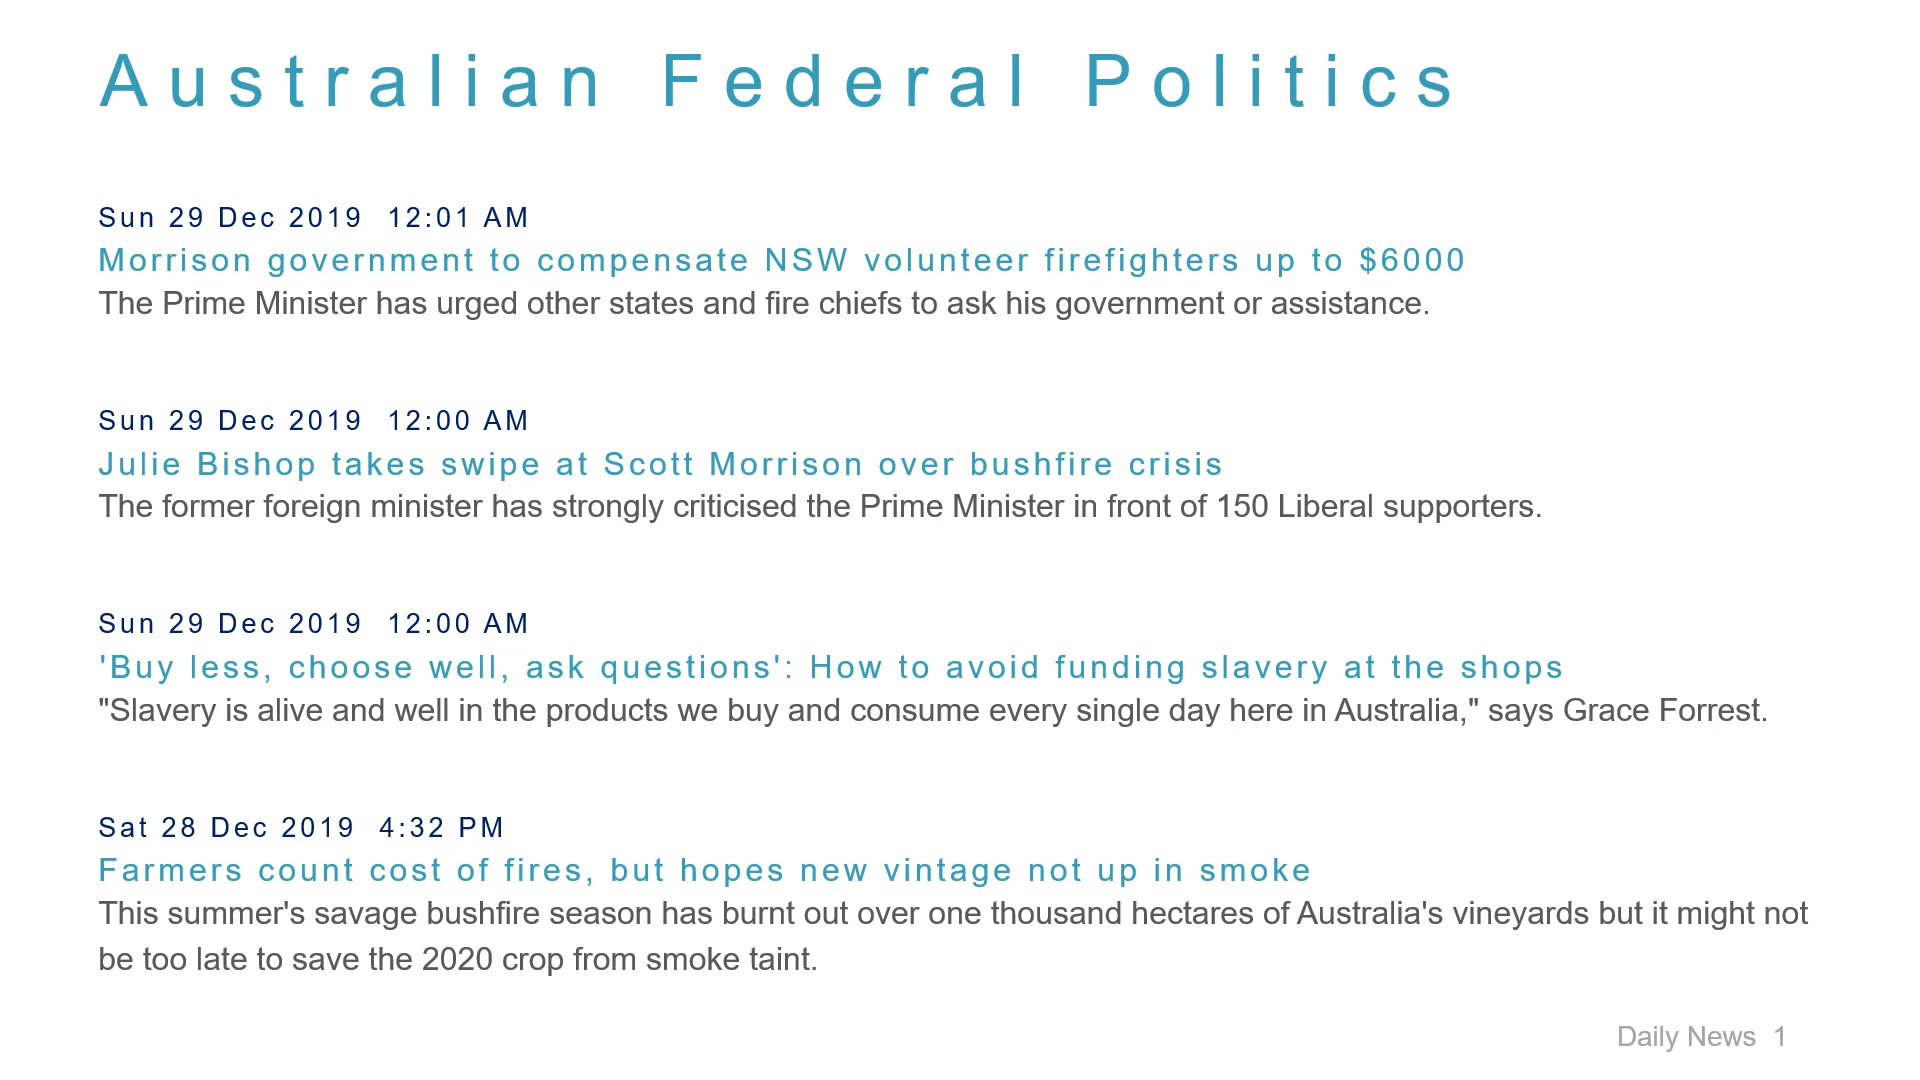 Australian Federal Politics
Sun 29 Dec 2019 12:01 AM
Morrison government to compensate NSW volunteer firefighters up to $6000
The Prime Minister has urged other states and fire chiefs to ask his government or assistance.
Sun 29 Dec 2019 12:00 AM
Julie Bishop takes swipe at Scott Morrison over bushfire crisis
The former foreign minister has strongly criticised the Prime Minister in front of 150 Liberal supporters.
Sun 29 Dec 2019 12:00 AM
'Buy less, choose well, ask questions': How to avoid funding slavery at the shops
"Slavery is alive and well in the products we buy and consume every single day here in Australia," says Grace Forrest.
Sat 28 Dec 2019 4:32 PM
Farmers count cost of fires, but hopes new vintage not up in smoke
This summer's savage bushfire season has burnt out over one thousand hectares of Australia's vineyards but it might not
be too late to save the 2020 crop from smoke taint.
Daily News 1